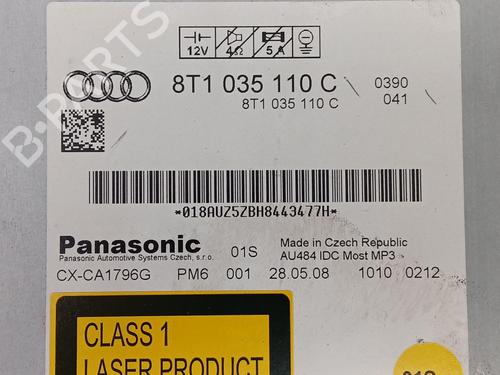 12V 4Ω 5 A
8T1 035 110 C 0390
8T1 035 110 C 041
*018AUZ5ZBH8443477H*
Panasonic 01S Made in Czech Republic
Panasonic Automotive Systems Czech, s.r.o. AU484 IDC Most MP3
CX-CA1796G PM6 001 28.05.08 1010 0212
CLASS 1
LASER PRODUCT
B-PARTS